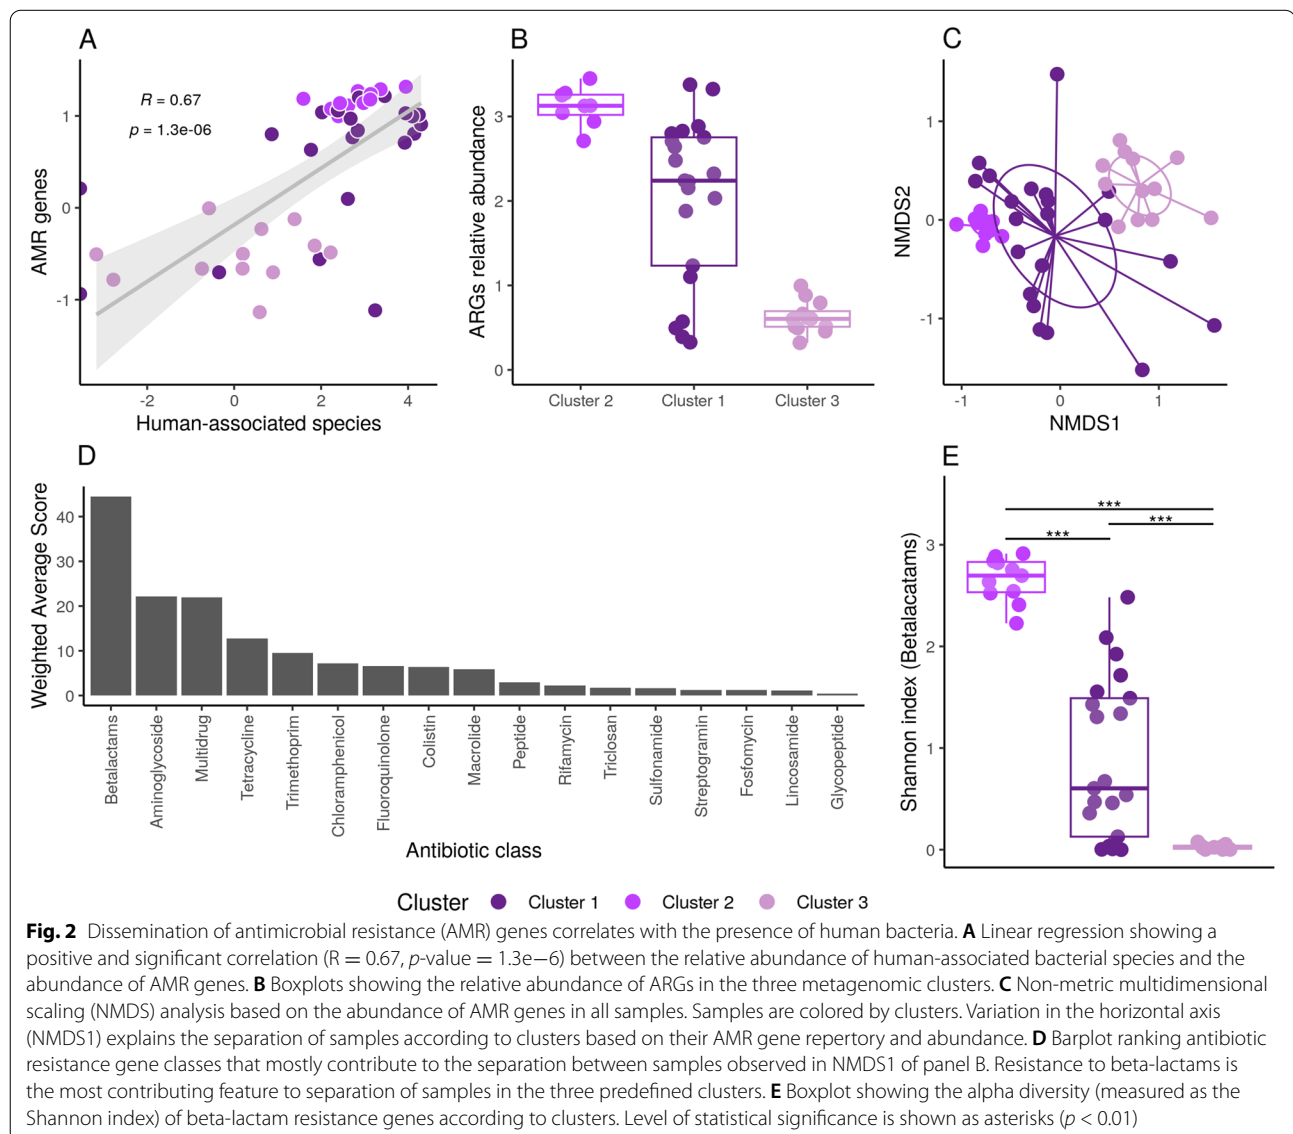 A
R = 0.67
p = 1.3e-06
1
0
-1
AMR genes
-2
0
2
4
Human-associated species
B
3
2
1
0
ARGs relative abundance
Cluster 2
Cluster 1
Cluster 3
C
1
0
-1
NMDS2
-1
0
1
NMDS1
D
40
30
20
10
0
Weighted Average Score
Betalactams
Aminoglycoside
Multidrug
Tetracycline
Trimethoprim
Chloramphenicol
Fluoroquinolone
Colistin
Macrolide
Peptide
Rifamycin
Triclosan
Sulfonamide
Streptogramin
Fosfomycin
Lincosamide
Glycopeptide
Antibiotic class
E
***
***
***
3
2
1
0
Shannon index (Betalacatams)
Cluster
Cluster 1
Cluster 2
Cluster 3
Fig. 2 Dissemination of antimicrobial resistance (AMR) genes correlates with the presence of human bacteria. A Linear regression showing a
positive and significant correlation (R = 0.67, p-value = 1.3e−6) between the relative abundance of human-associated bacterial species and the
abundance of AMR genes. B Boxplots showing the relative abundance of ARGs in the three metagenomic clusters. C Non-metric multidimensional
scaling (NMDS) analysis based on the abundance of AMR genes in all samples. Samples are colored by clusters. Variation in the horizontal axis
(NMDS1) explains the separation of samples according to clusters based on their AMR gene repertory and abundance. D Barplot ranking antibiotic
resistance gene classes that mostly contribute to the separation between samples observed in NMDS1 of panel B. Resistance to beta-lactams is
the most contributing feature to separation of samples in the three predefined clusters. E Boxplot showing the alpha diversity (measured as the
Shannon index) of beta-lactam resistance genes according to clusters. Level of statistical significance is shown as asterisks (p < 0.01)